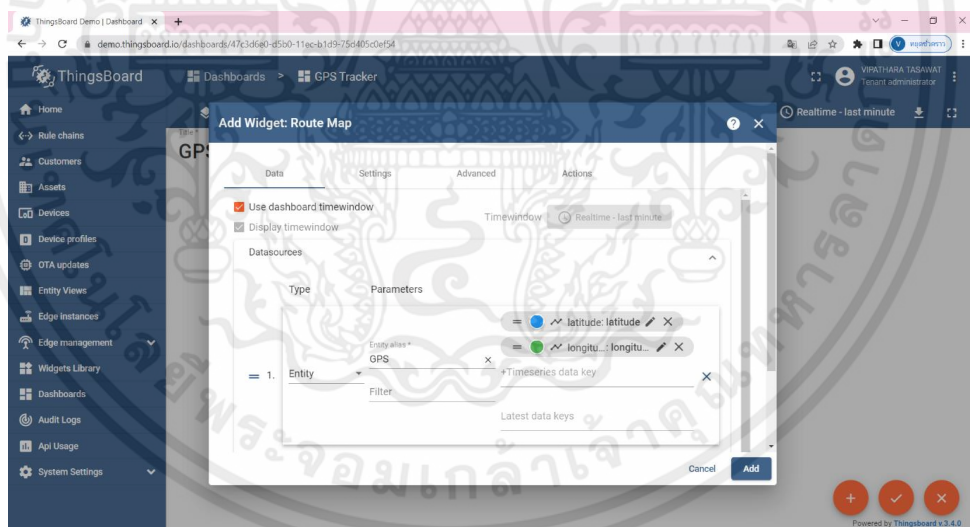 ThingsBoard Demo | Dashboard
demo.thingsboard.io/dashboards/47c3d6e0-d5b0-11ec-b1d9-75d405c0ef54
V
ThingsBoard
Dashboards > GPS Tracker
VIPATHARA TASAWAT
Tenant administrator
Home
Rule chains
Customers
Assets
Devices
Device profiles
OTA updates
Entity Views
Edge instances
Edge management
Widgets Library
Dashboards
Audit Logs
Api Usage
System Settings
Realtime - last minute
Title *
GPS
Add Widget: Route Map
Data Settings Advanced Actions
Use dashboard timewindow
Display timewindow
Timewindow Realtime - last minute
Datasources
Type Parameters
latitude: latitude
longitu...: longitu...
1. Entity
Entity alias *
GPS
Filter
+Timeseries data key
Latest data keys
Cancel Add
Powered by Thingsboard v.3.4.0